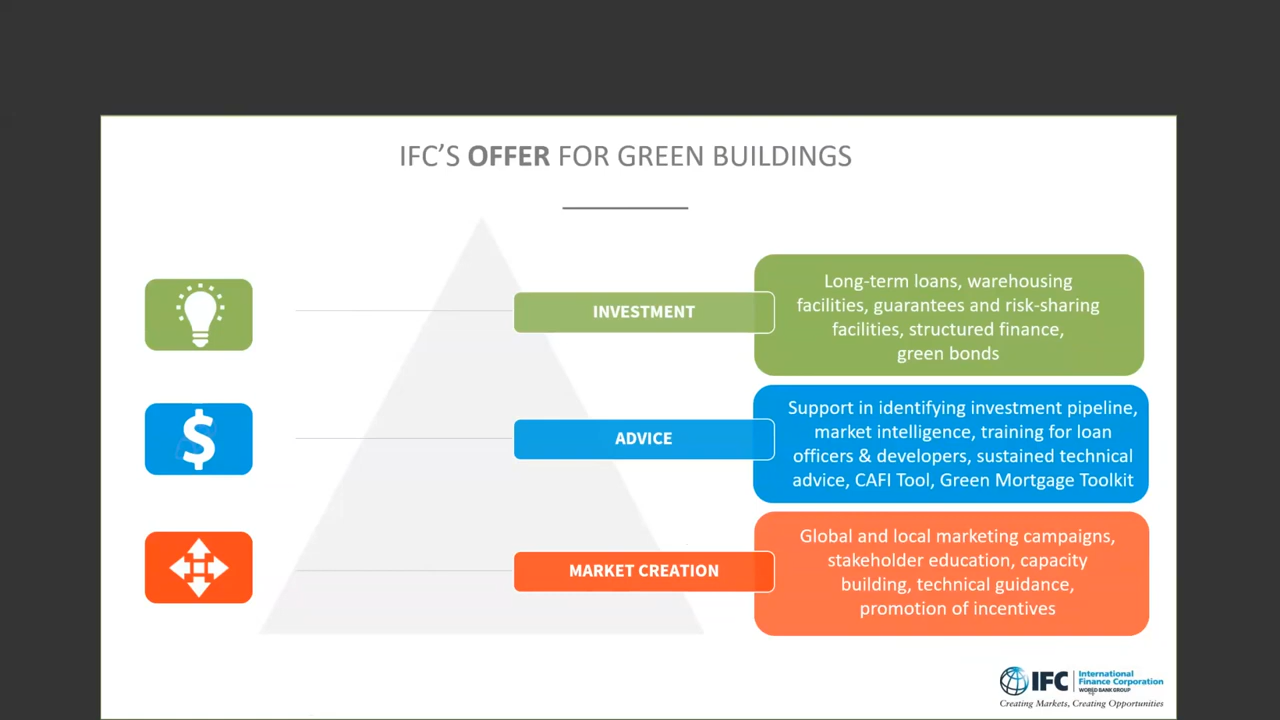 IFC'S OFFER FOR GREEN BUILDINGS
INVESTMENT
Long-term loans, warehousing
facilities, guarantees and risk-sharing
facilities, structured finance,
green bonds
$
ADVICE
Support in identifying investment pipeline,
market intelligence, training for loan
officers & developers, sustained technical
advice, CAFI Tool, Green Mortgage Toolkit
MARKET CREATION
Global and local marketing campaigns,
stakeholder education, capacity
building, technical guidance,
promotion of incentives
IFC
International
Finance Corporation
WORLD BANK GROUP
Creating Markets, Creating Opportunities